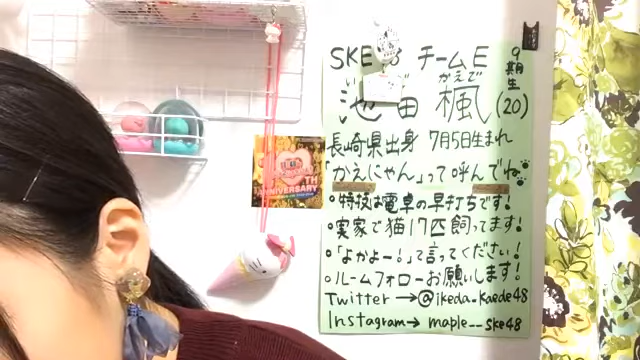 SKE48 チームE 9期生
いけだ かえで
池田 楓(20)
長崎県出身 7月5日生まれ
「かえにゃん」って呼んでね
・特技は電卓の早打ちです!
・実家で猫17匹飼ってます!
・「よかよー!」て言ってください!
・ルームフォローお願いします!
Twitter→@ikeda_kaede48
Instagram→ maple__ske48
TH
ANNIVERSARY